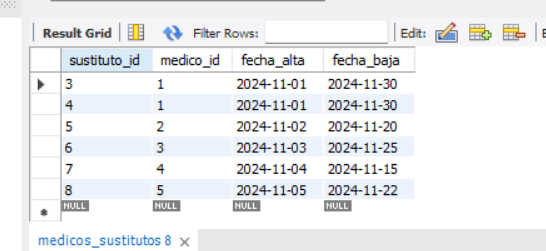 Result Grid Filter Rows: Edit:
sustituto_id medico_id fecha_alta fecha_baja
3 1 2024-11-01 2024-11-30
4 1 2024-11-01 2024-11-30
5 2 2024-11-02 2024-11-20
6 3 2024-11-03 2024-11-25
7 4 2024-11-04 2024-11-15
8 5 2024-11-05 2024-11-22
NULL NULL NULL NULL
medicos_sustitutos 8